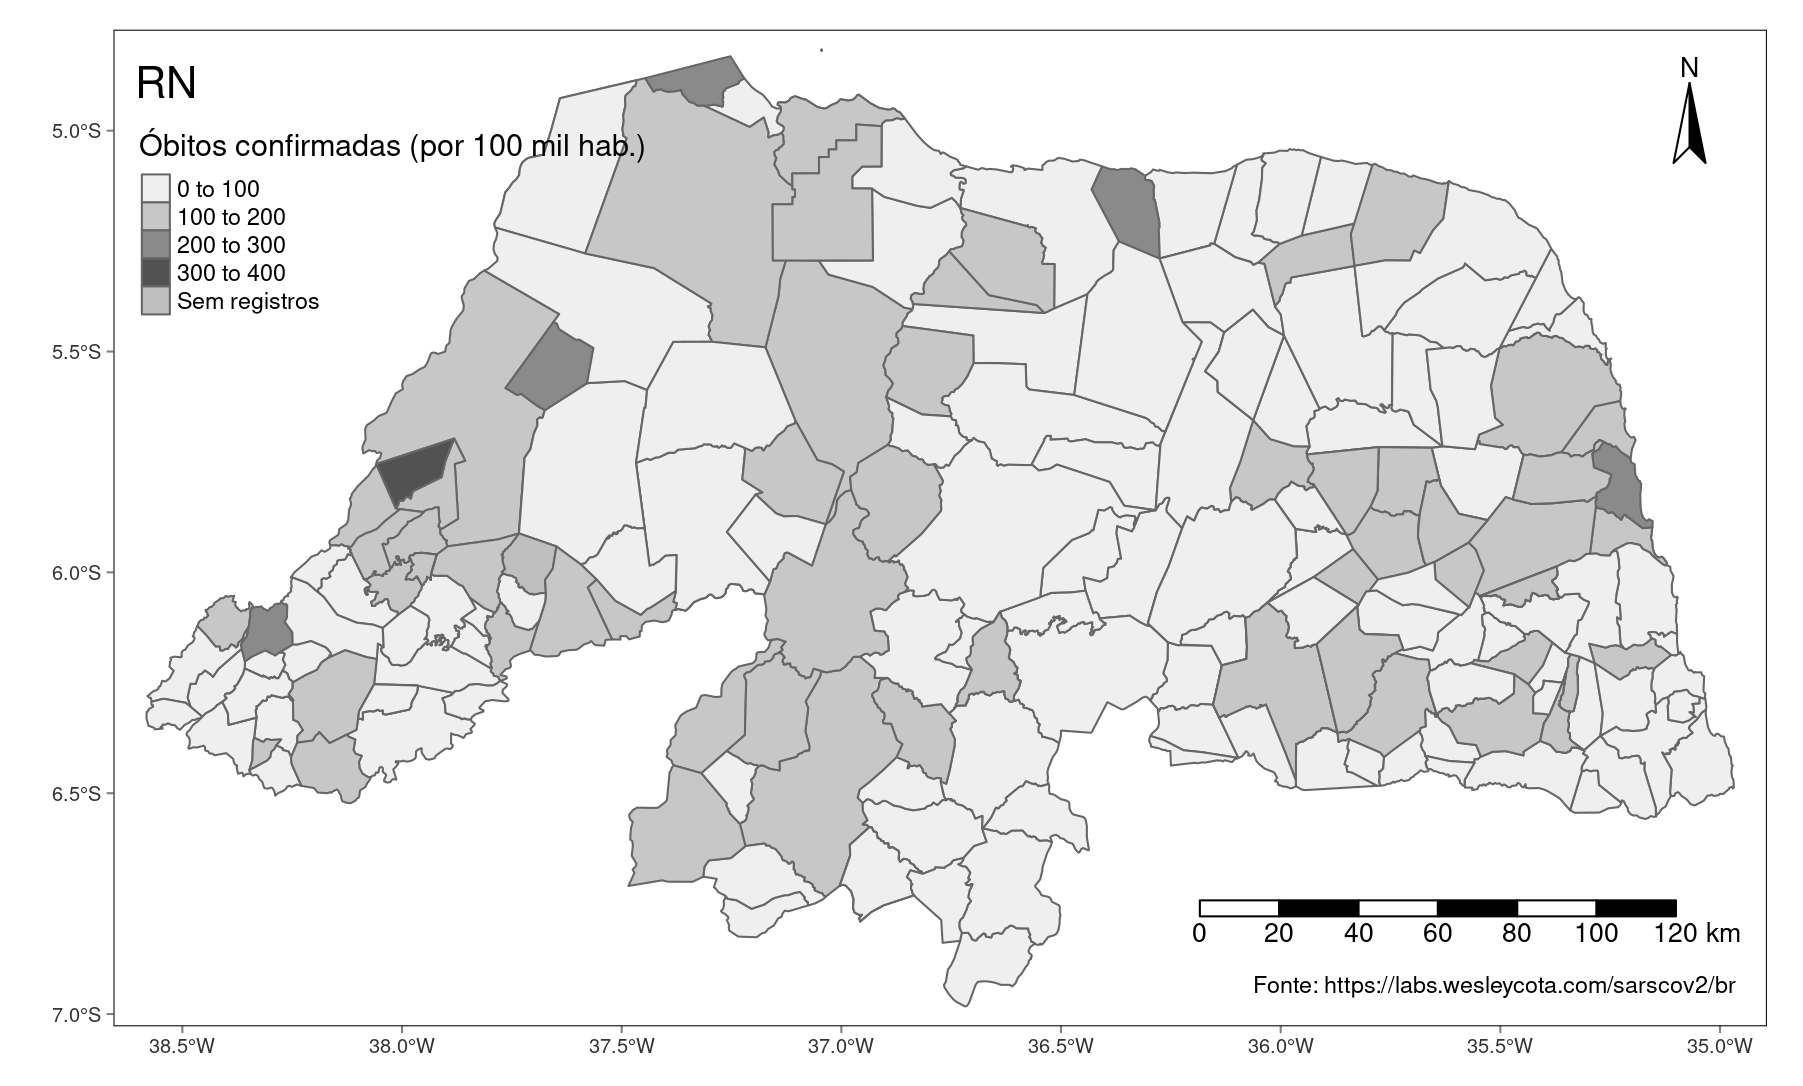 RN
N
Óbitos confirmadas (por 100 mil hab.)
0 to 100
100 to 200
200 to 300
300 to 400
Sem registros
5.0°S
5.5°S
6.0°S
6.5°S
7.0°S
0 20 40 60 80 100 120 km
Fonte: https://labs.wesleycota.com/sarscov2/br
38.5°W 38.0°W 37.5°W 37.0°W 36.5°W 36.0°W 35.5°W 35.0°W